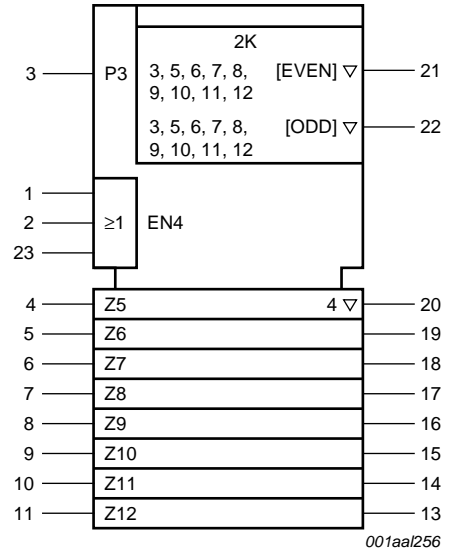 2K
3 P3 3, 5, 6, 7, 8, [EVEN] ▽ 21
9, 10, 11, 12
3, 5, 6, 7, 8, [ODD] ▽ 22
9, 10, 11, 12
1
2 ≥1 EN4
23
4 Z5 4 ▽ 20
5 Z6 19
6 Z7 18
7 Z8 17
8 Z9 16
9 Z10 15
10 Z11 14
11 Z12 13
001aal256